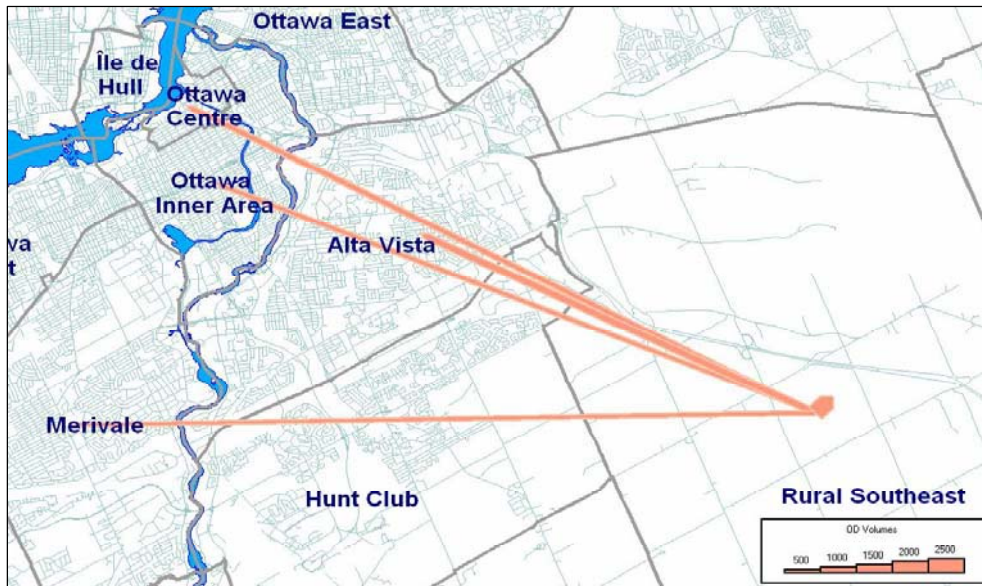 Ottawa East
Île de
Hull
Ottawa
Centre
Ottawa
Inner Area
wa
t
Alta Vista
Merivale
Hunt Club
Rural Southeast
OD Volumes
500 1000 1500 2000 2500